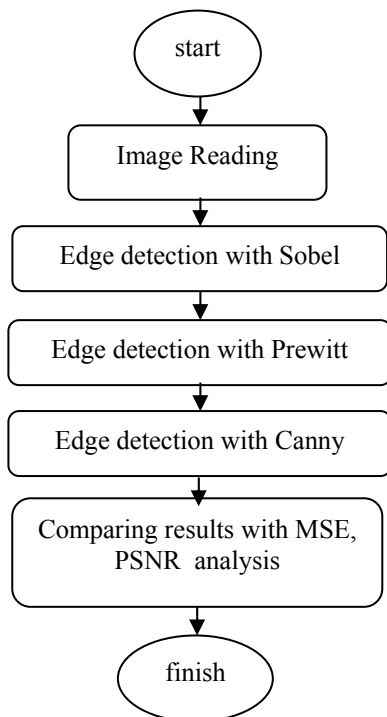 start
Image Reading
Edge detection with Sobel
Edge detection with Prewitt
Edge detection with Canny
Comparing results with MSE,
PSNR analysis
finish